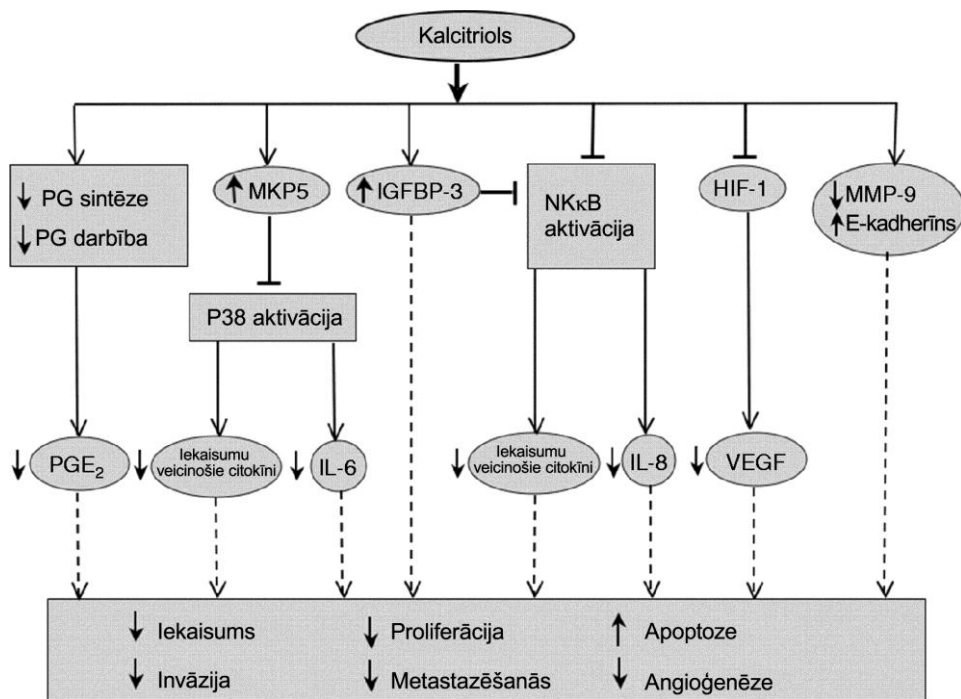 Kalcitriols
PG sintēze
PG darbība
MKP5
IGFBP-3
NKκB
aktivācija
HIF-1
MMP-9
E-kadherīns
P38 aktivācija
PGE₂
Iekaisumu
veicinošie citokīni
IL-6
Iekaisumu
veicinošie citokīni
IL-8
VEGF
Iekaisums
Proliferācija
Apoptoze
Invāzija
Metastazēšanās
Angioģenēze